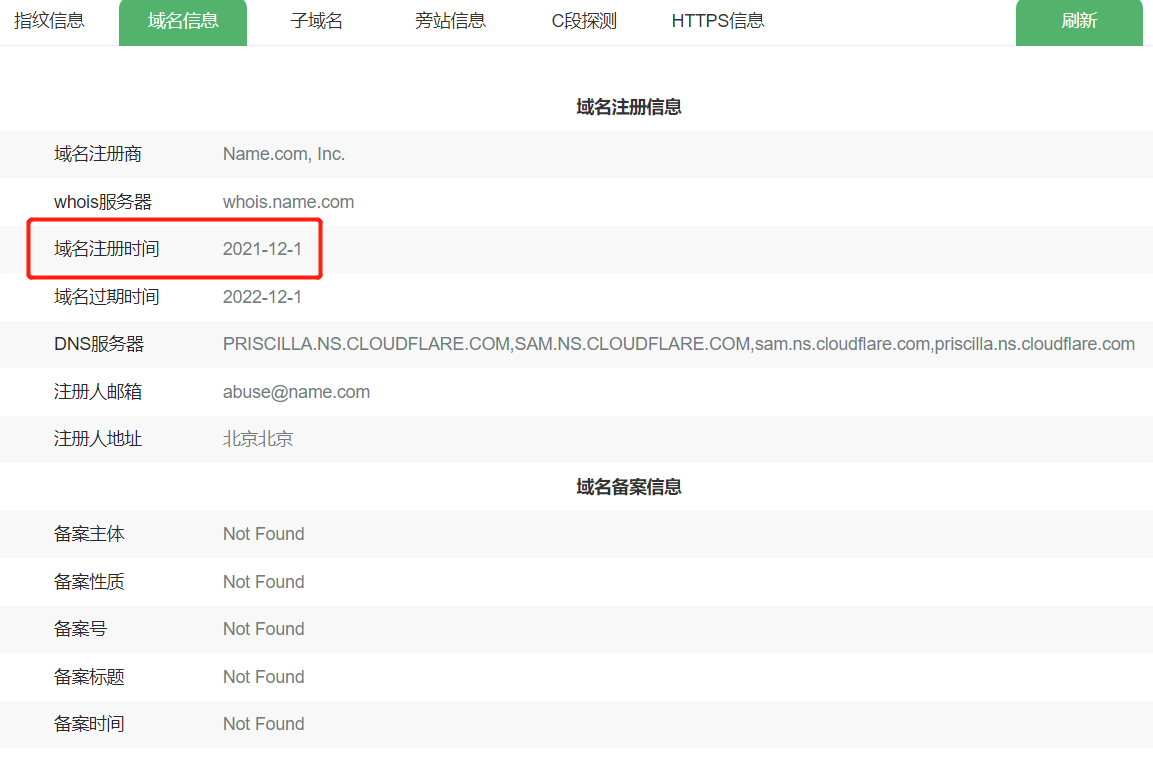 指纹信息 域名信息 子域名 旁站信息 C段探测 HTTPS信息 刷新
域名注册信息
域名注册商 Name.com, Inc.
whois服务器 whois.name.com
域名注册时间 2021-12-1
域名过期时间 2022-12-1
DNS服务器 PRISCILLA.NS.CLOUDFLARE.COM,SAM.NS.CLOUDFLARE.COM,sam.ns.cloudflare.com,priscilla.ns.cloudflare.com
注册人邮箱 abuse@name.com
注册人地址 北京北京
域名备案信息
备案主体 Not Found
备案性质 Not Found
备案号 Not Found
备案标题 Not Found
备案时间 Not Found